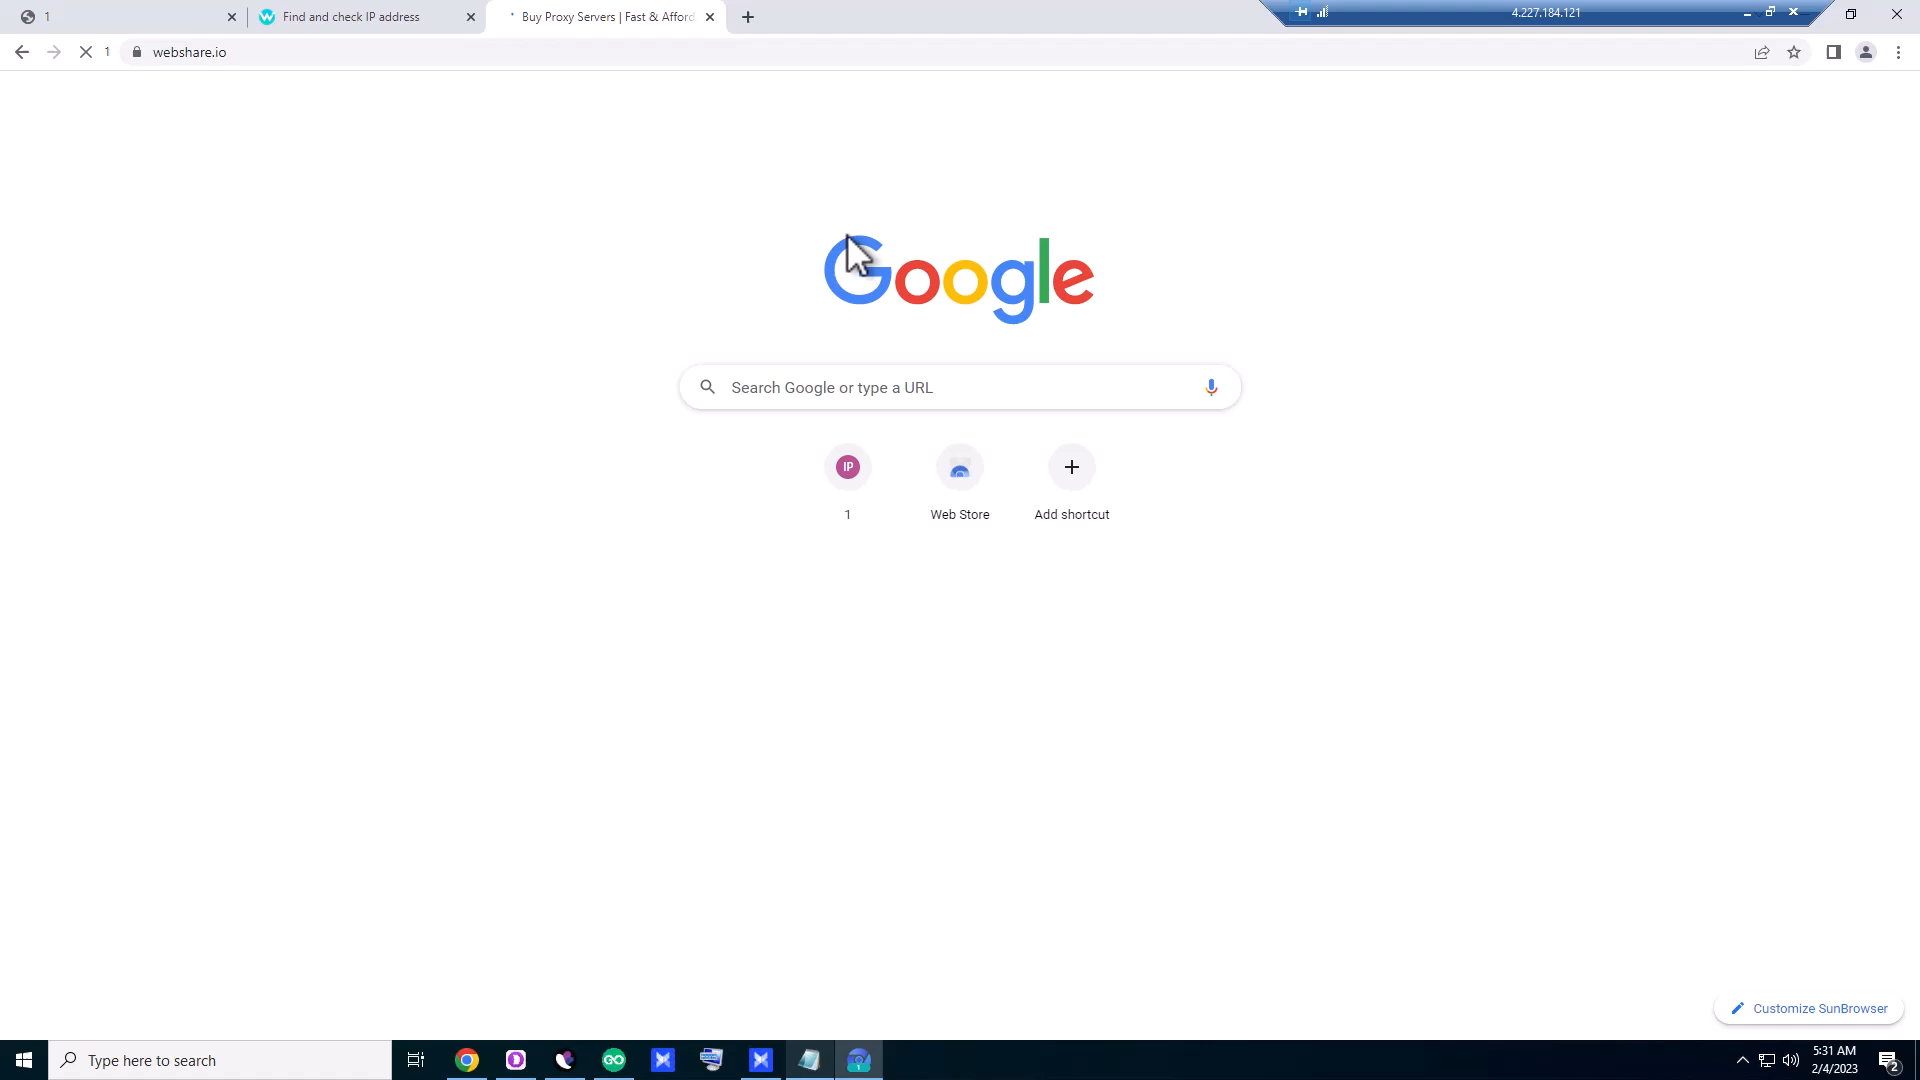 1
Find and check IP address
Buy Proxy Servers | Fast & Afford
4.227.184.121
1
webshare.io
Google
Search Google or type a URL
IP
1
Web Store
Add shortcut
Customize SunBrowser
Type here to search
GO
1
5:31 AM
2/4/2023
2